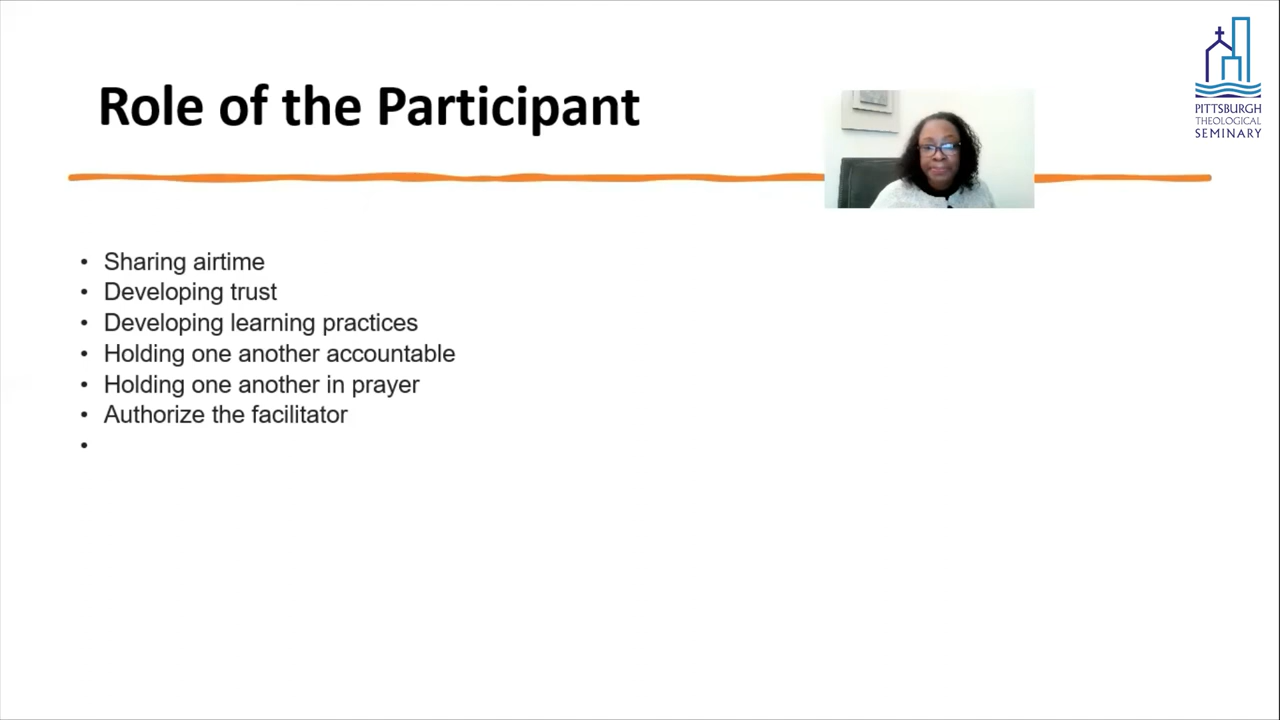 Role of the Participant
PITTSBURGH
THEOLOGICAL
SEMINARY
• Sharing airtime
• Developing trust
• Developing learning practices
• Holding one another accountable
• Holding one another in prayer
• Authorize the facilitator
•